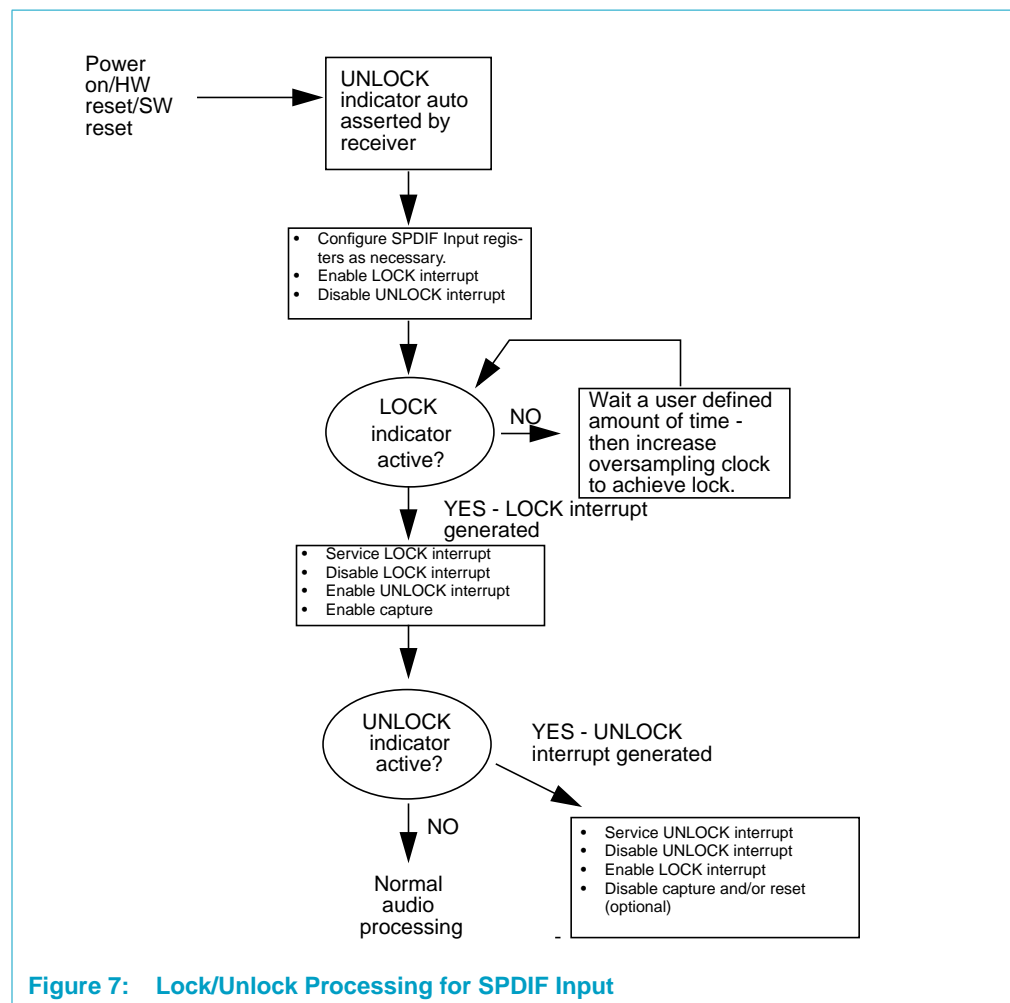 Power
on/HW
reset/SW
reset
UNLOCK
indicator auto
asserted by
receiver
• Configure SPDIF Input regis-
ters as necessary.
• Enable LOCK interrupt
• Disable UNLOCK interrupt
LOCK
indicator
active?
NO
Wait a user defined
amount of time -
then increase
oversampling clock
to achieve lock.
YES - LOCK interrupt
generated
• Service LOCK interrupt
• Disable LOCK interrupt
• Enable UNLOCK interrupt
• Enable capture
UNLOCK
indicator
active?
YES - UNLOCK
interrupt generated
NO
• Service UNLOCK interrupt
• Disable UNLOCK interrupt
• Enable LOCK interrupt
• Disable capture and/or reset
(optional)
Normal
audio
processing
Figure 7: Lock/Unlock Processing for SPDIF Input